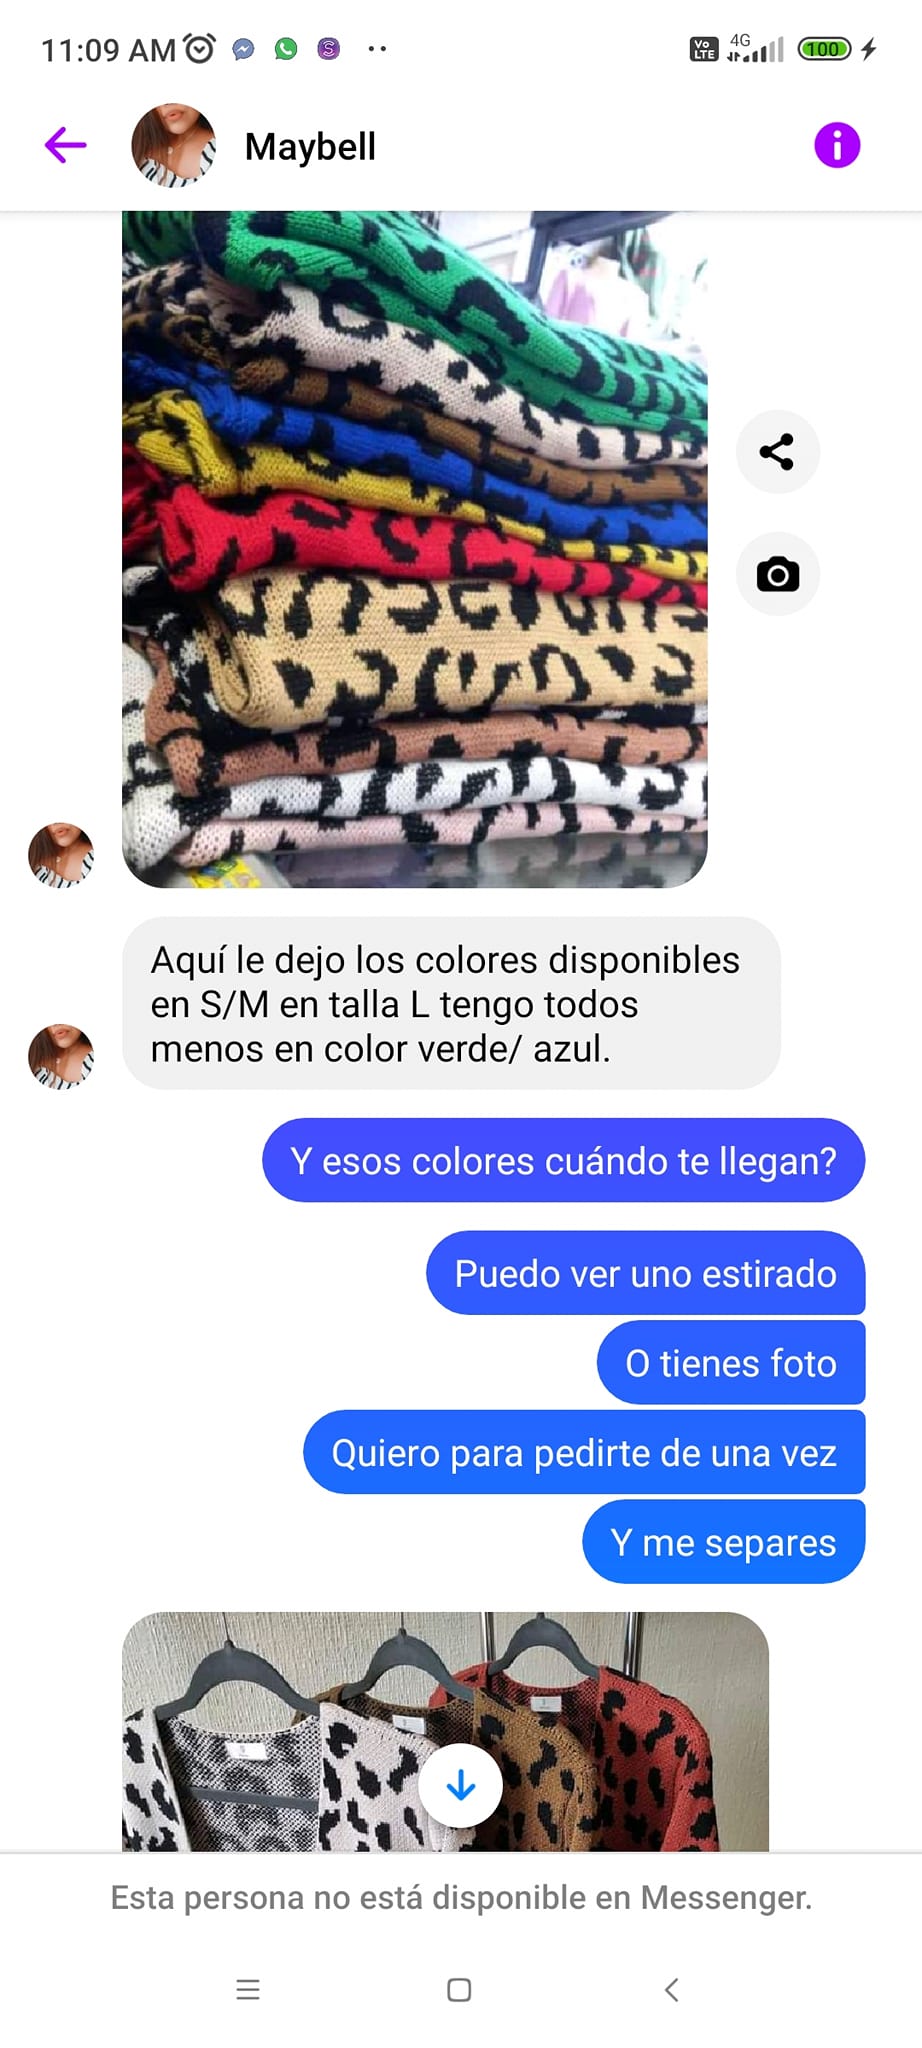 11:09 AM
Vo LTE 4G 100
Maybell
Aquí le dejo los colores disponibles
en S/M en talla L tengo todos
menos en color verde/ azul.
Y esos colores cuándo te llegan?
Puedo ver uno estirado
O tienes foto
Quiero para pedirte de una vez
Y me separes
Esta persona no está disponible en Messenger.